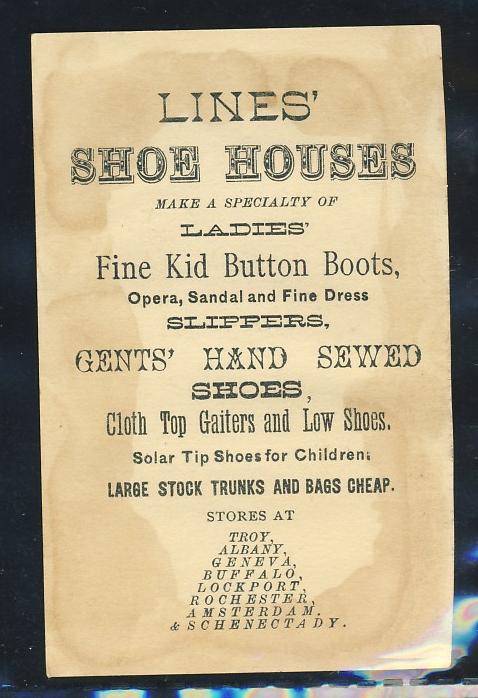 LINES'
SHOE HOUSES
MAKE A SPECIALTY OF
LADIES'
Fine Kid Button Boots,
Opera, Sandal and Fine Dress
SLIPPERS,
GENTS' HAND SEWED
SHOES,
Cloth Top Gaiters and Low Shoes.
Solar Tip Shoes for Children.
LARGE STOCK TRUNKS AND BAGS CHEAP.
STORES AT
TROY,
ALBANY,
GENEVA,
BUFFALO,
LOCKPORT,
ROCHESTER,
AMSTERDAM.
& SCHENECTADY.